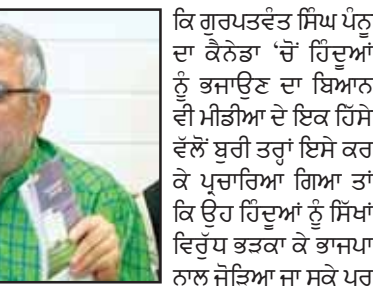 ਕਿ ਗੁਰਪਤਵੰਤ ਸਿੰਘ ਪੰਨੂ
ਦਾ ਕੈਨੇਡਾ ‘ਚੋਂ ਹਿੰਦੂਆਂ
ਨੂੰ ਭਜਾਉਣ ਦਾ ਬਿਆਨ
ਵੀ ਮੀਡੀਆ ਦੇ ਇਕ ਹਿੱਸੇ
ਵੱਲੋਂ ਬੁਰੀ ਤਰ੍ਹਾਂ ਇਸੇ ਕਰ
ਕੇ ਪ੍ਰਚਾਰਿਆ ਗਿਆ ਤਾਂ
ਕਿ ਉਹ ਹਿੰਦੂਆਂ ਨੂੰ ਸਿੱਖਾਂ
ਵਿਰੁੱਧ ਭੜਕਾ ਕੇ ਭਾਜਪਾ
ਨਾਲ ਜੋੜਿਆ ਜਾ ਸਕੇ ਪਰ